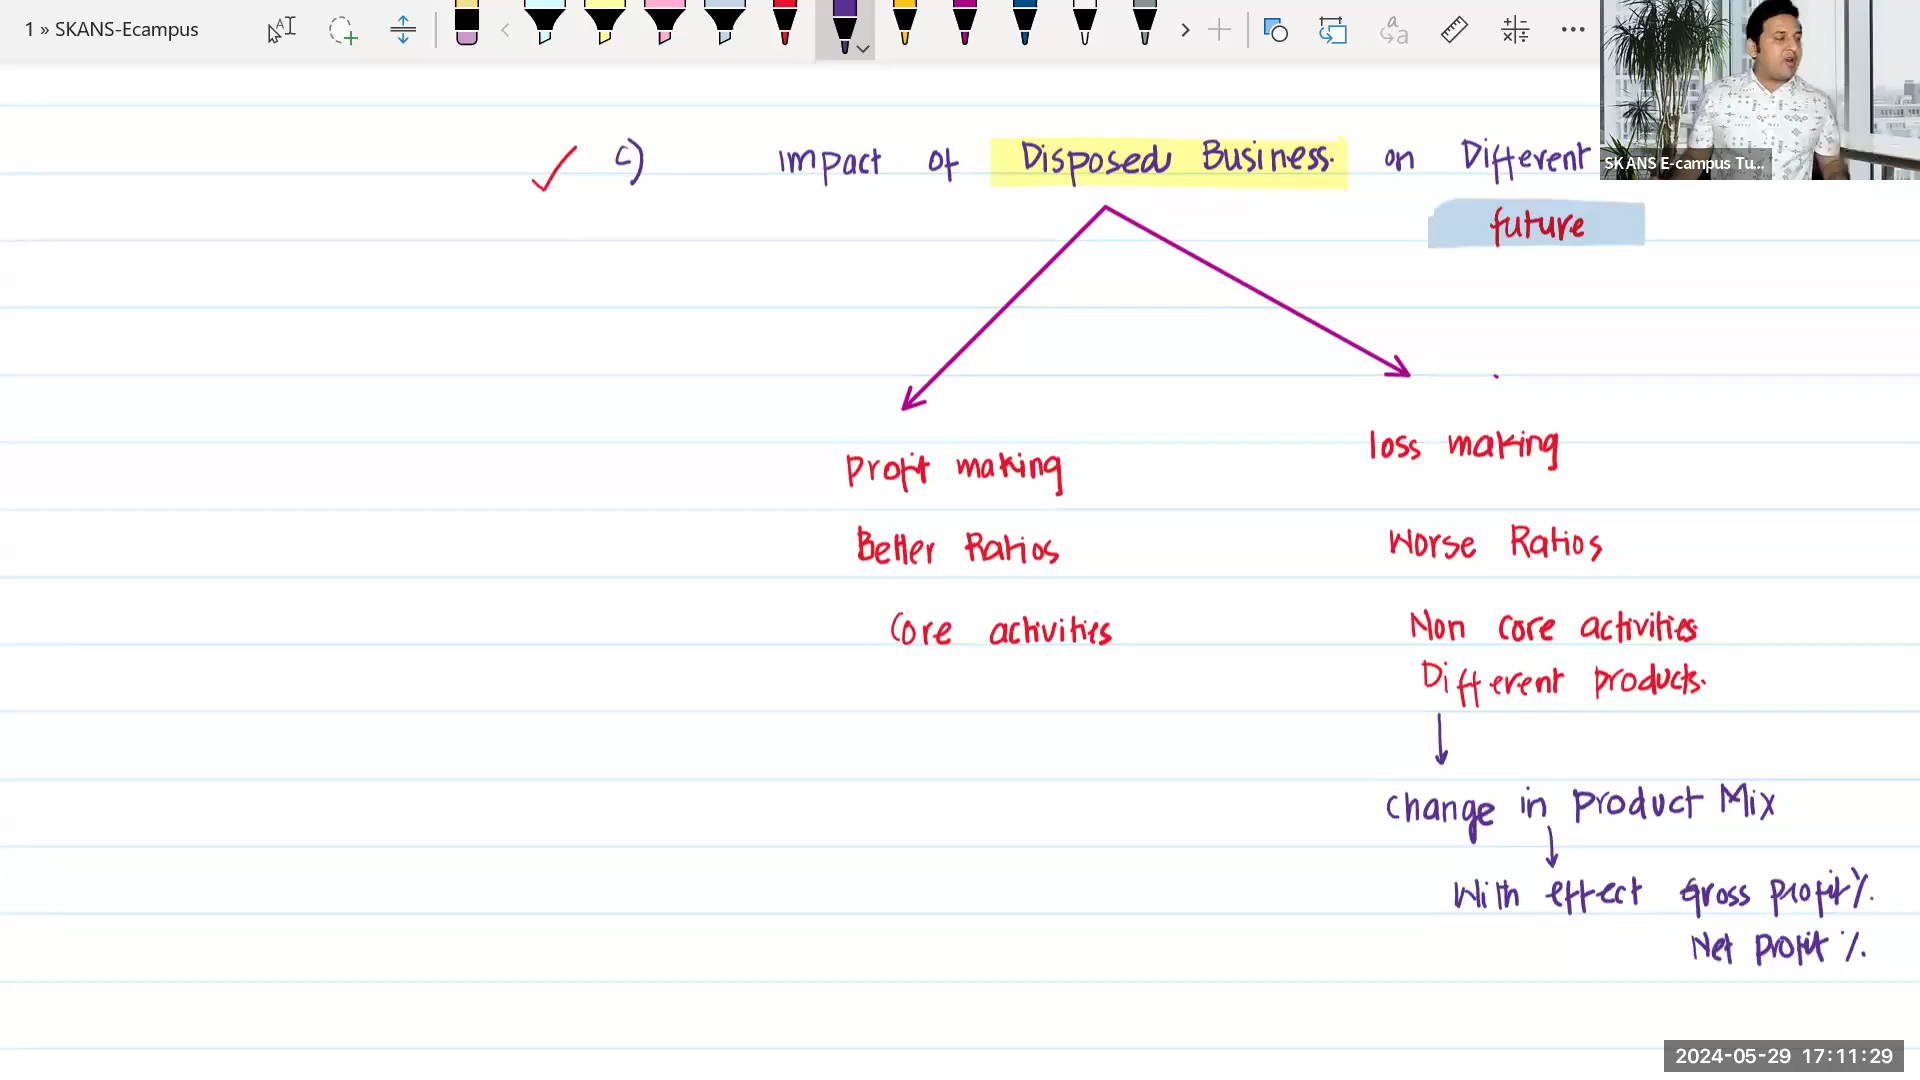 1 » SKANS-Ecampus
c) Impact of Disposed Business. on Different
SKANS E-campus Tu...
future
Profit making
loss making
Better Ratios
Worse Ratios
Core activities
Non core activities
Different products.
Change in product Mix
With effect Gross profit %.
Net profit %.
2024-05-29 17:11:29